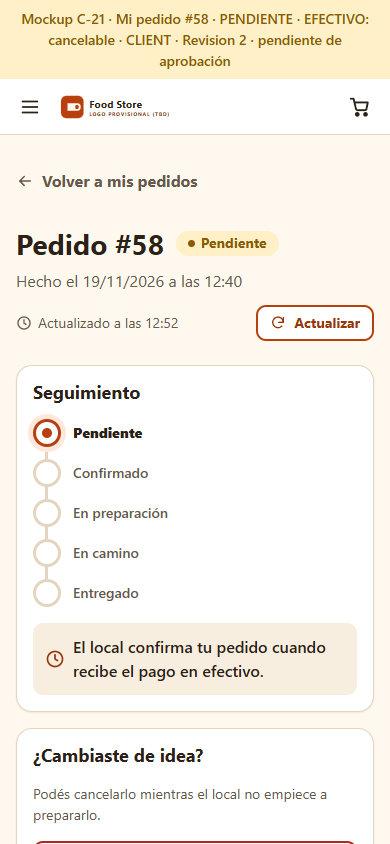 Mockup C-21 · Mi pedido #58 · PENDIENTE · EFECTIVO:
cancelable · CLIENT · Revision 2 · pendiente de
aprobación
Food Store
LOGO PROVISIONAL (TBD)
← Volver a mis pedidos
Pedido #58
Pendiente
Hecho el 19/11/2026 a las 12:40
Actualizado a las 12:52
Actualizar
Seguimiento
Pendiente
Confirmado
En preparación
En camino
Entregado
El local confirma tu pedido cuando
recibe el pago en efectivo.
¿Cambiaste de idea?
Podés cancelarlo mientras el local no empiece a
prepararlo.